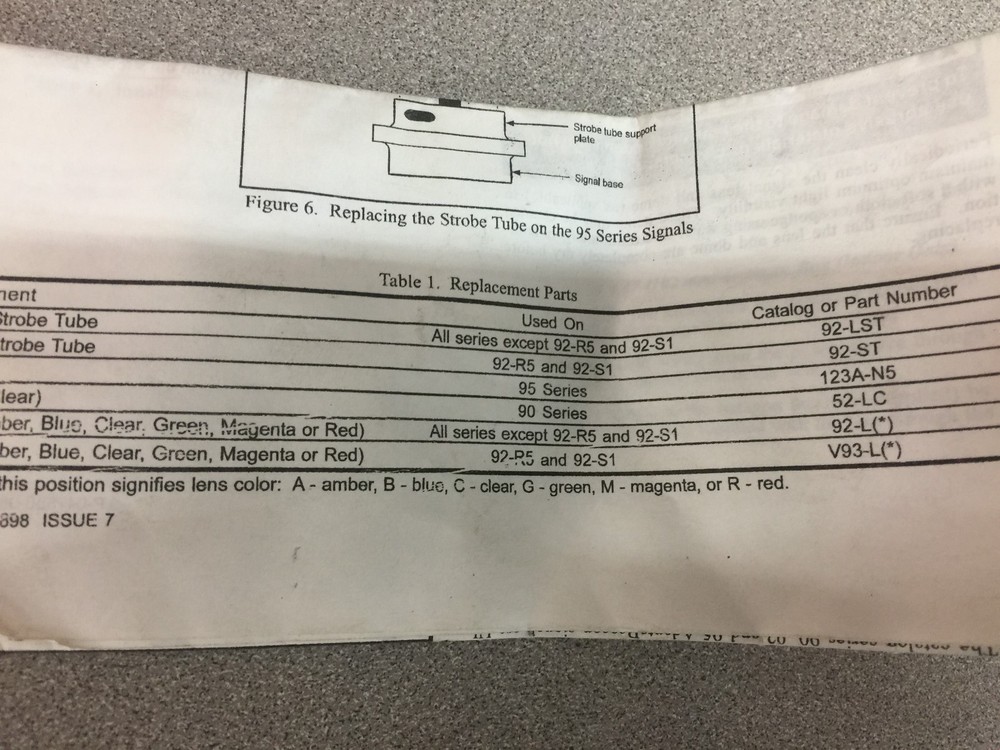 Strobe tube support
plate
Signal base
Figure 6. Replacing the Strobe Tube on the 95 Series Signals
Table 1. Replacement Parts
nent Used On Catalog or Part Number
Strobe Tube All series except 92-R5 and 92-S1 92-LST
trobe Tube 92-R5 and 92-S1 92-ST
95 Series 123A-N5
lear) 90 Series 52-LC
ber, Blue, Clear, Green, Magenta or Red) All series except 92-R5 and 92-S1 92-L(*)
ber, Blue, Clear, Green, Magenta or Red) 92-R5 and 92-S1 V93-L(*)
this position signifies lens color: A - amber, B - blue, C - clear, G - green, M - magenta, or R - red.
898 ISSUE 7